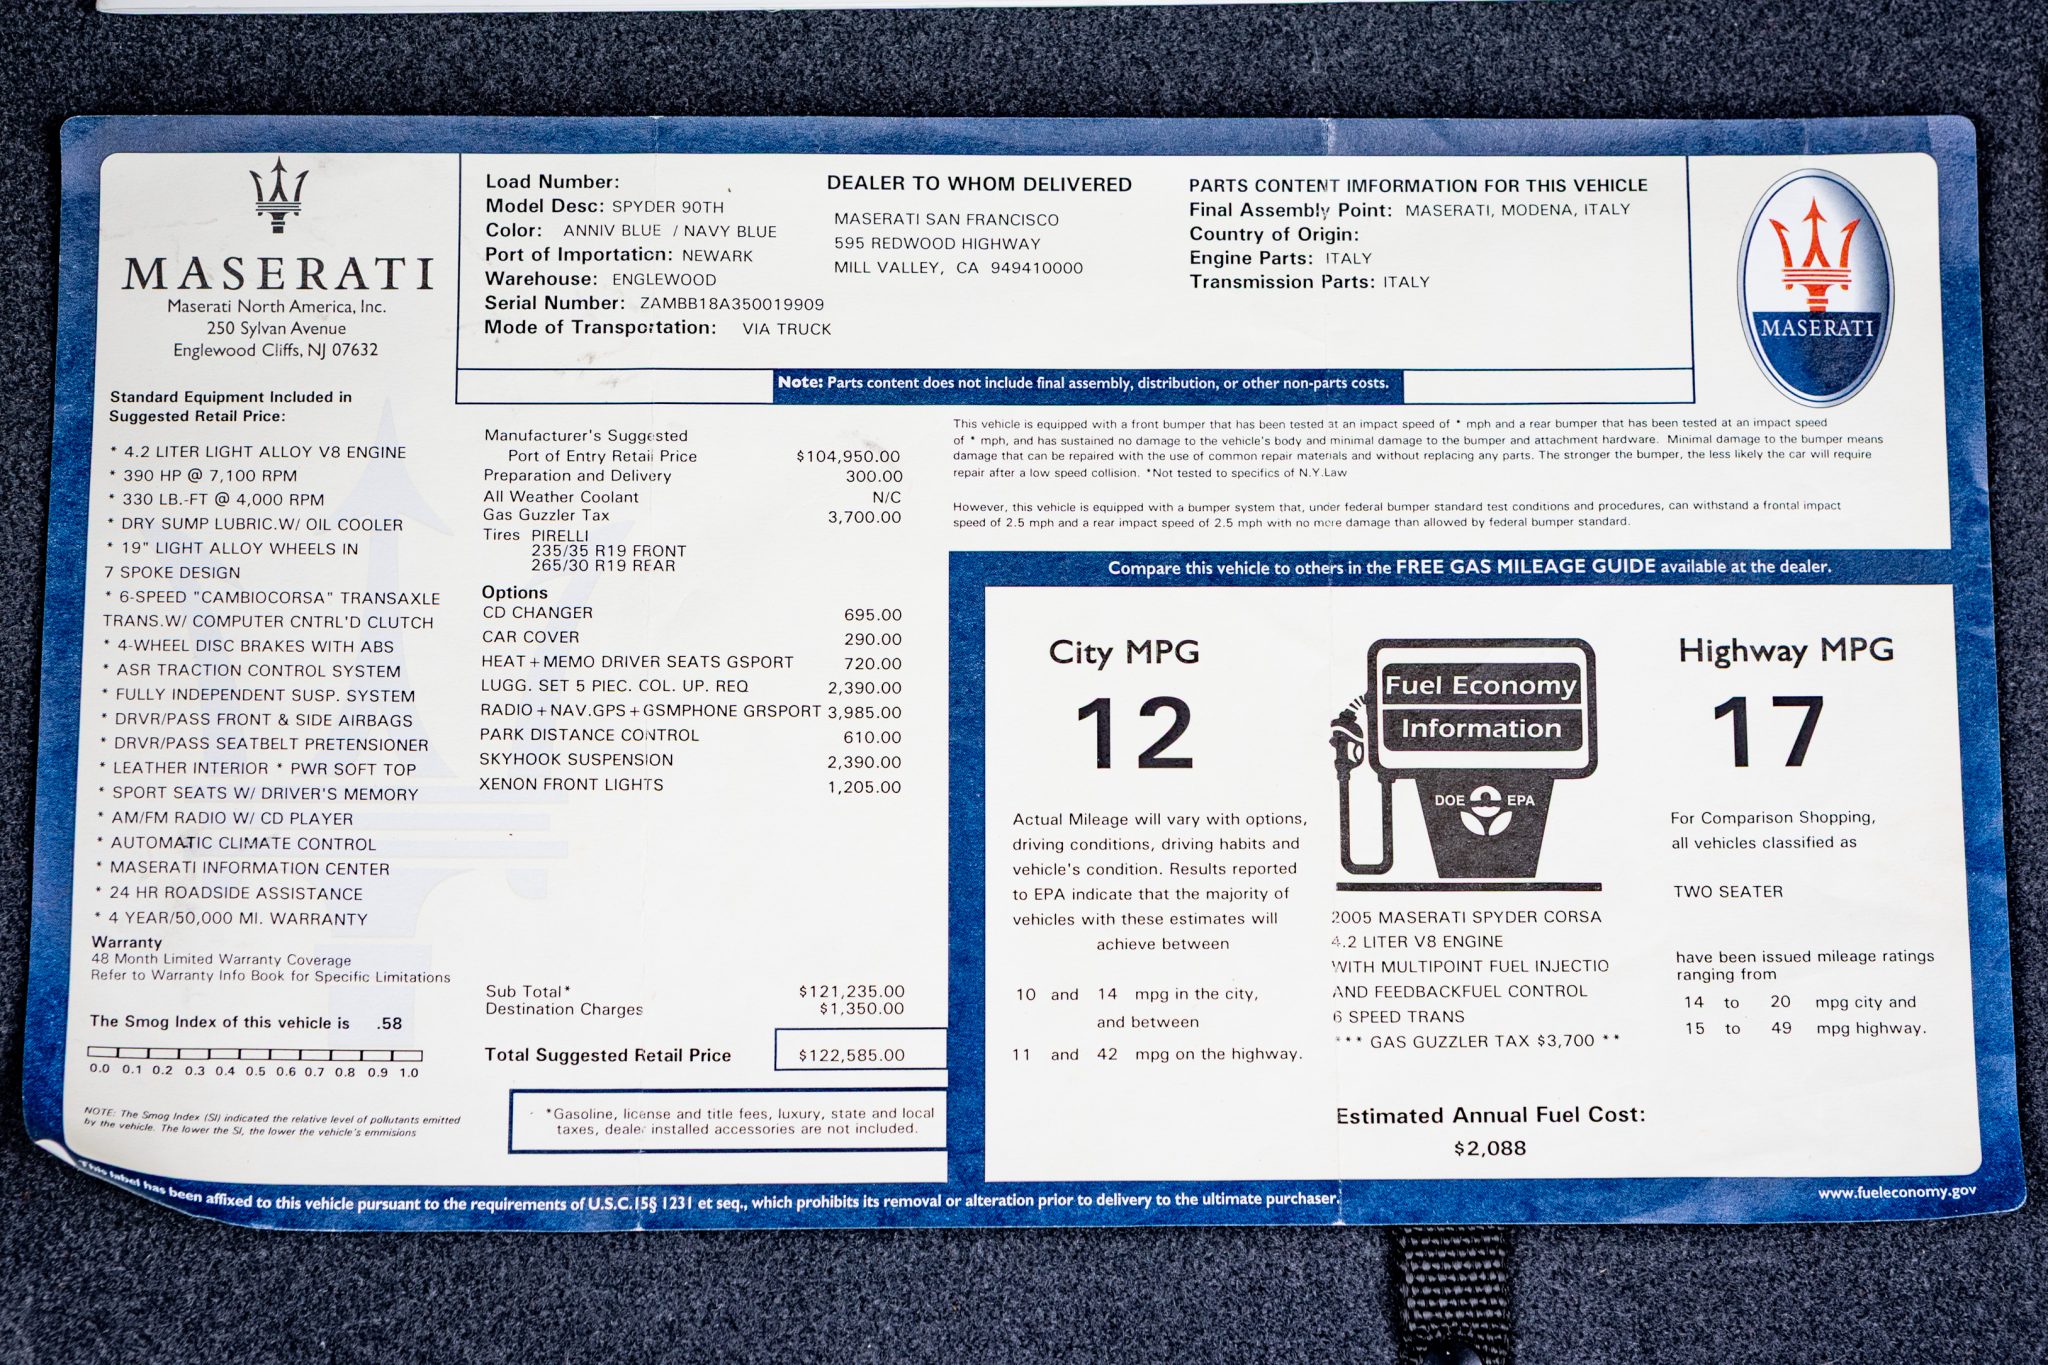 MASERATI
Maserati North America, Inc.
250 Sylvan Avenue
Englewood Cliffs, NJ 07632
Standard Equipment Included in
Suggested Retail Price:
* 4.2 LITER LIGHT ALLOY V8 ENGINE
* 390 HP @ 7,100 RPM
* 330 LB.-FT @ 4,000 RPM
* DRY SUMP LUBRIC.W/ OIL COOLER
* 19" LIGHT ALLOY WHEELS IN
7 SPOKE DESIGN
* 6-SPEED "CAMBIOCORSA" TRANSAXLE
TRANS.W/ COMPUTER CNTRL'D CLUTCH
* 4-WHEEL DISC BRAKES WITH ABS
* ASR TRACTION CONTROL SYSTEM
* FULLY INDEPENDENT SUSP. SYSTEM
* DRVR/PASS FRONT & SIDE AIRBAGS
* DRVR/PASS SEATBELT PRETENSIONER
* LEATHER INTERIOR * PWR SOFT TOP
* SPORT SEATS W/ DRIVER'S MEMORY
* AM/FM RADIO W/ CD PLAYER
* AUTOMATIC CLIMATE CONTROL
* MASERATI INFORMATION CENTER
* 24 HR ROADSIDE ASSISTANCE
* 4 YEAR/50,000 MI. WARRANTY
Warranty
48 Month Limited Warranty Coverage
Refer to Warranty Info Book for Specific Limitations
The Smog Index of this vehicle is .58
0.0 0.1 0.2 0.3 0.4 0.5 0.6 0.7 0.8 0.9 1.0
NOTE: The Smog Index (SI) indicated the relative level of pollutants emitted
by the vehicle. The lower the SI, the lower the vehicle's emmisions
Load Number:
Model Desc: SPYDER 90TH
Color: ANNIV BLUE / NAVY BLUE
Port of Importation: NEWARK
Warehouse: ENGLEWOOD
Serial Number: ZAMBB18A350019909
Mode of Transportation: VIA TRUCK
DEALER TO WHOM DELIVERED
MASERATI SAN FRANCISCO
595 REDWOOD HIGHWAY
MILL VALLEY, CA 949410000
PARTS CONTENT IMFORMATION FOR THIS VEHICLE
Final Assembly Point: MASERATI, MODENA, ITALY
Country of Origin:
Engine Parts: ITALY
Transmission Parts: ITALY
MASERATI
Note: Parts content does not include final assembly, distribution, or other non-parts costs.
Manufacturer's Suggested
Port of Entry Retail Price $104,950.00
Preparation and Delivery 300.00
All Weather Coolant N/C
Gas Guzzler Tax 3,700.00
Tires PIRELLI
235/35 R19 FRONT
265/30 R19 REAR
Options
CD CHANGER 695.00
CAR COVER 290.00
HEAT+MEMO DRIVER SEATS GSPORT 720.00
LUGG. SET 5 PIEC. COL. UP. REQ 2,390.00
RADIO+NAV.GPS+GSMPHONE GRSPORT 3,985.00
PARK DISTANCE CONTROL 610.00
SKYHOOK SUSPENSION 2,390.00
XENON FRONT LIGHTS 1,205.00
Sub Total* $121,235.00
Destination Charges $1,350.00
Total Suggested Retail Price $122,585.00
*Gasoline, license and title fees, luxury, state and local
taxes, dealer installed accessories are not included.
This vehicle is equipped with a front bumper that has been tested at an impact speed of * mph and a rear bumper that has been tested at an impact speed
of * mph, and has sustained no damage to the vehicle's body and minimal damage to the bumper and attachment hardware. Minimal damage to the bumper means
damage that can be repaired with the use of common repair materials and without replacing any parts. The stronger the bumper, the less likely the car will require
repair after a low speed collision. *Not tested to specifics of N.Y.Law
However, this vehicle is equipped with a bumper system that, under federal bumper standard test conditions and procedures, can withstand a frontal impact
speed of 2.5 mph and a rear impact speed of 2.5 mph with no more damage than allowed by federal bumper standard.
Compare this vehicle to others in the FREE GAS MILEAGE GUIDE available at the dealer.
City MPG
12
Actual Mileage will vary with options,
driving conditions, driving habits and
vehicle's condition. Results reported
to EPA indicate that the majority of
vehicles with these estimates will
achieve between
10 and 14 mpg in the city,
and between
11 and 42 mpg on the highway.
Fuel Economy
Information
DOE EPA
2005 MASERATI SPYDER CORSA
4.2 LITER V8 ENGINE
WITH MULTIPOINT FUEL INJECTIO
AND FEEDBACKFUEL CONTROL
6 SPEED TRANS
*** GAS GUZZLER TAX $3,700 **
Estimated Annual Fuel Cost:
$2,088
Highway MPG
17
For Comparison Shopping,
all vehicles classified as
TWO SEATER
have been issued mileage ratings
ranging from
14 to 20 mpg city and
15 to 49 mpg highway.
This label has been affixed to this vehicle pursuant to the requirements of U.S.C.15§ 1231 et seq., which prohibits its removal or alteration prior to delivery to the ultimate purchaser.
www.fueleconomy.gov